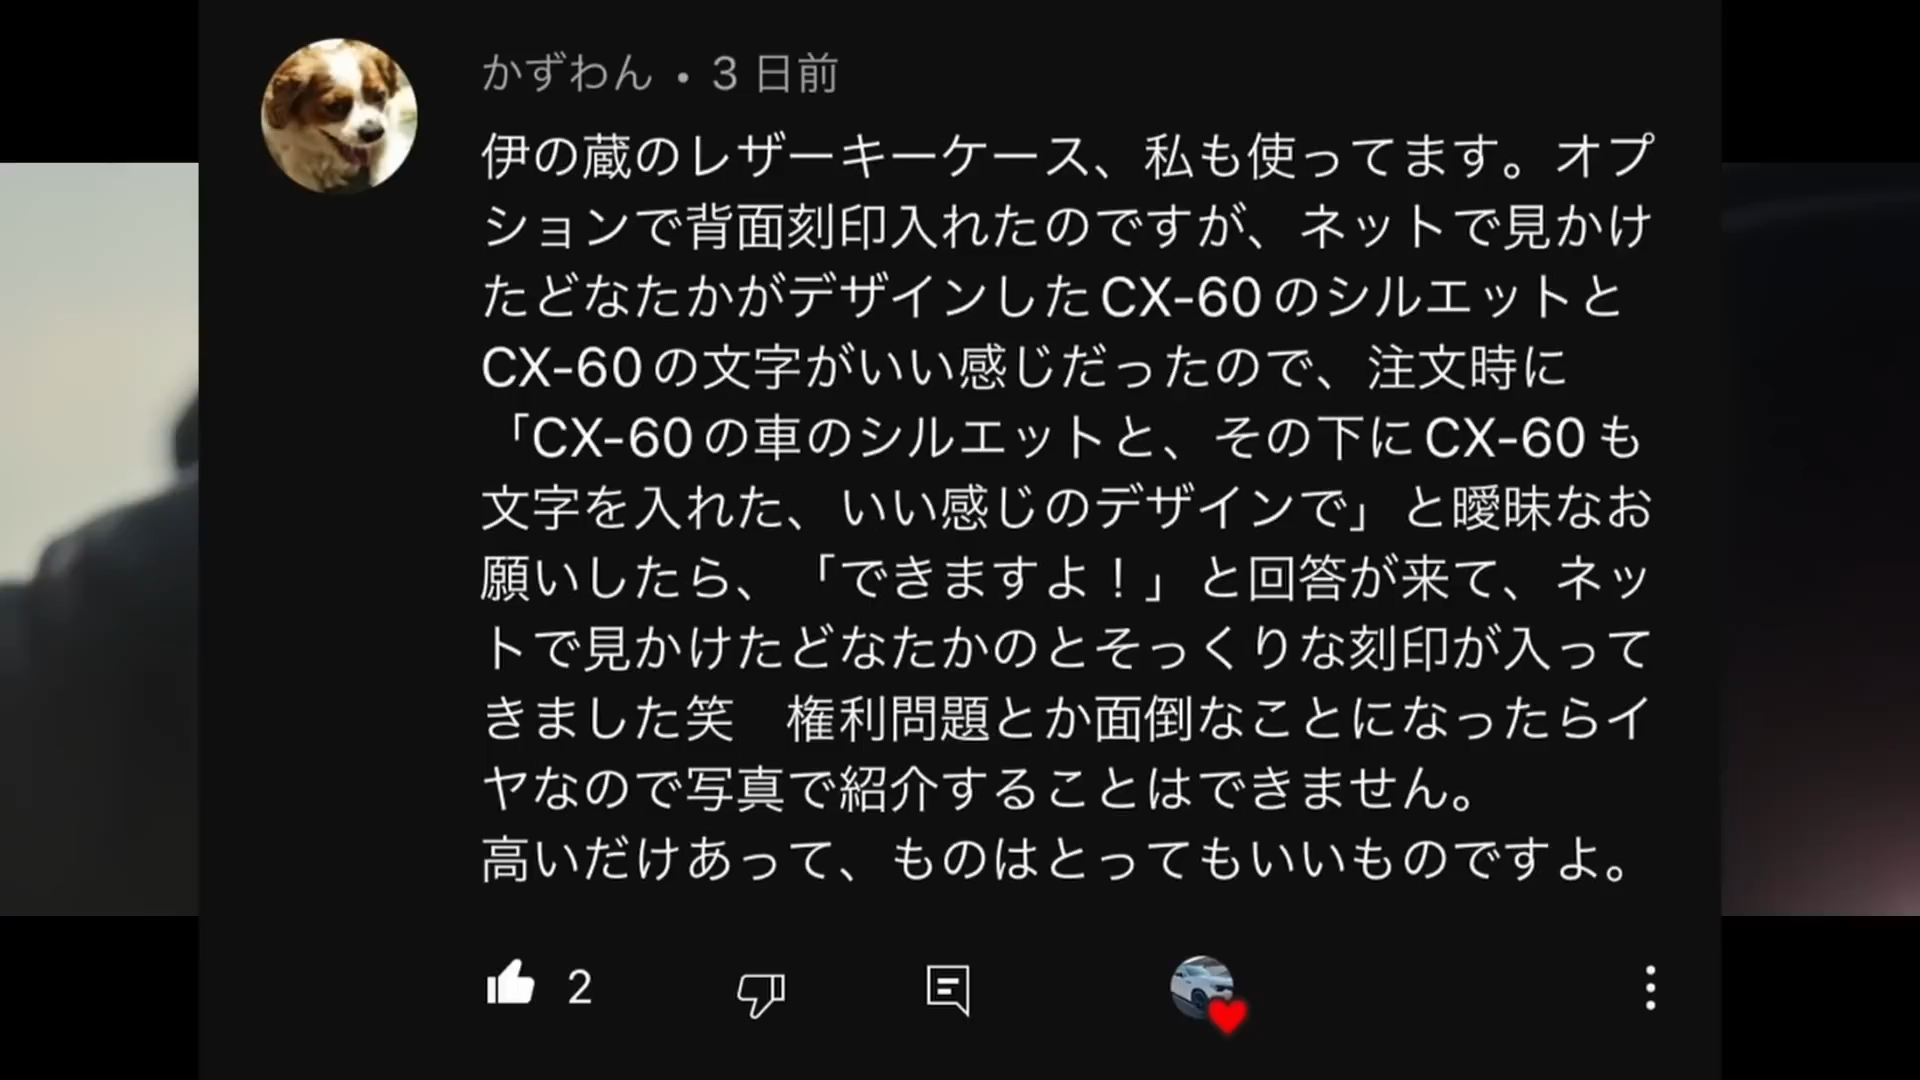 かずわん • 3 日前
伊の蔵のレザーキーケース、私も使ってます。オプ
ションで背面刻印入れたのですが、ネットで見かけ
たどなたかがデザインしたCX-60のシルエットと
CX-60の文字がいい感じだったので、注文時に
「CX-60の車のシルエットと、その下にCX-60も
文字を入れた、いい感じのデザインで」と曖昧なお
願いしたら、「できますよ！」と回答が来て、ネッ
トで見かけたどなたかのとそっくりな刻印が入って
きました笑　権利問題とか面倒なことになったらイ
ヤなので写真で紹介することはできません。
高いだけあって、ものはとってもいいものですよ。
2